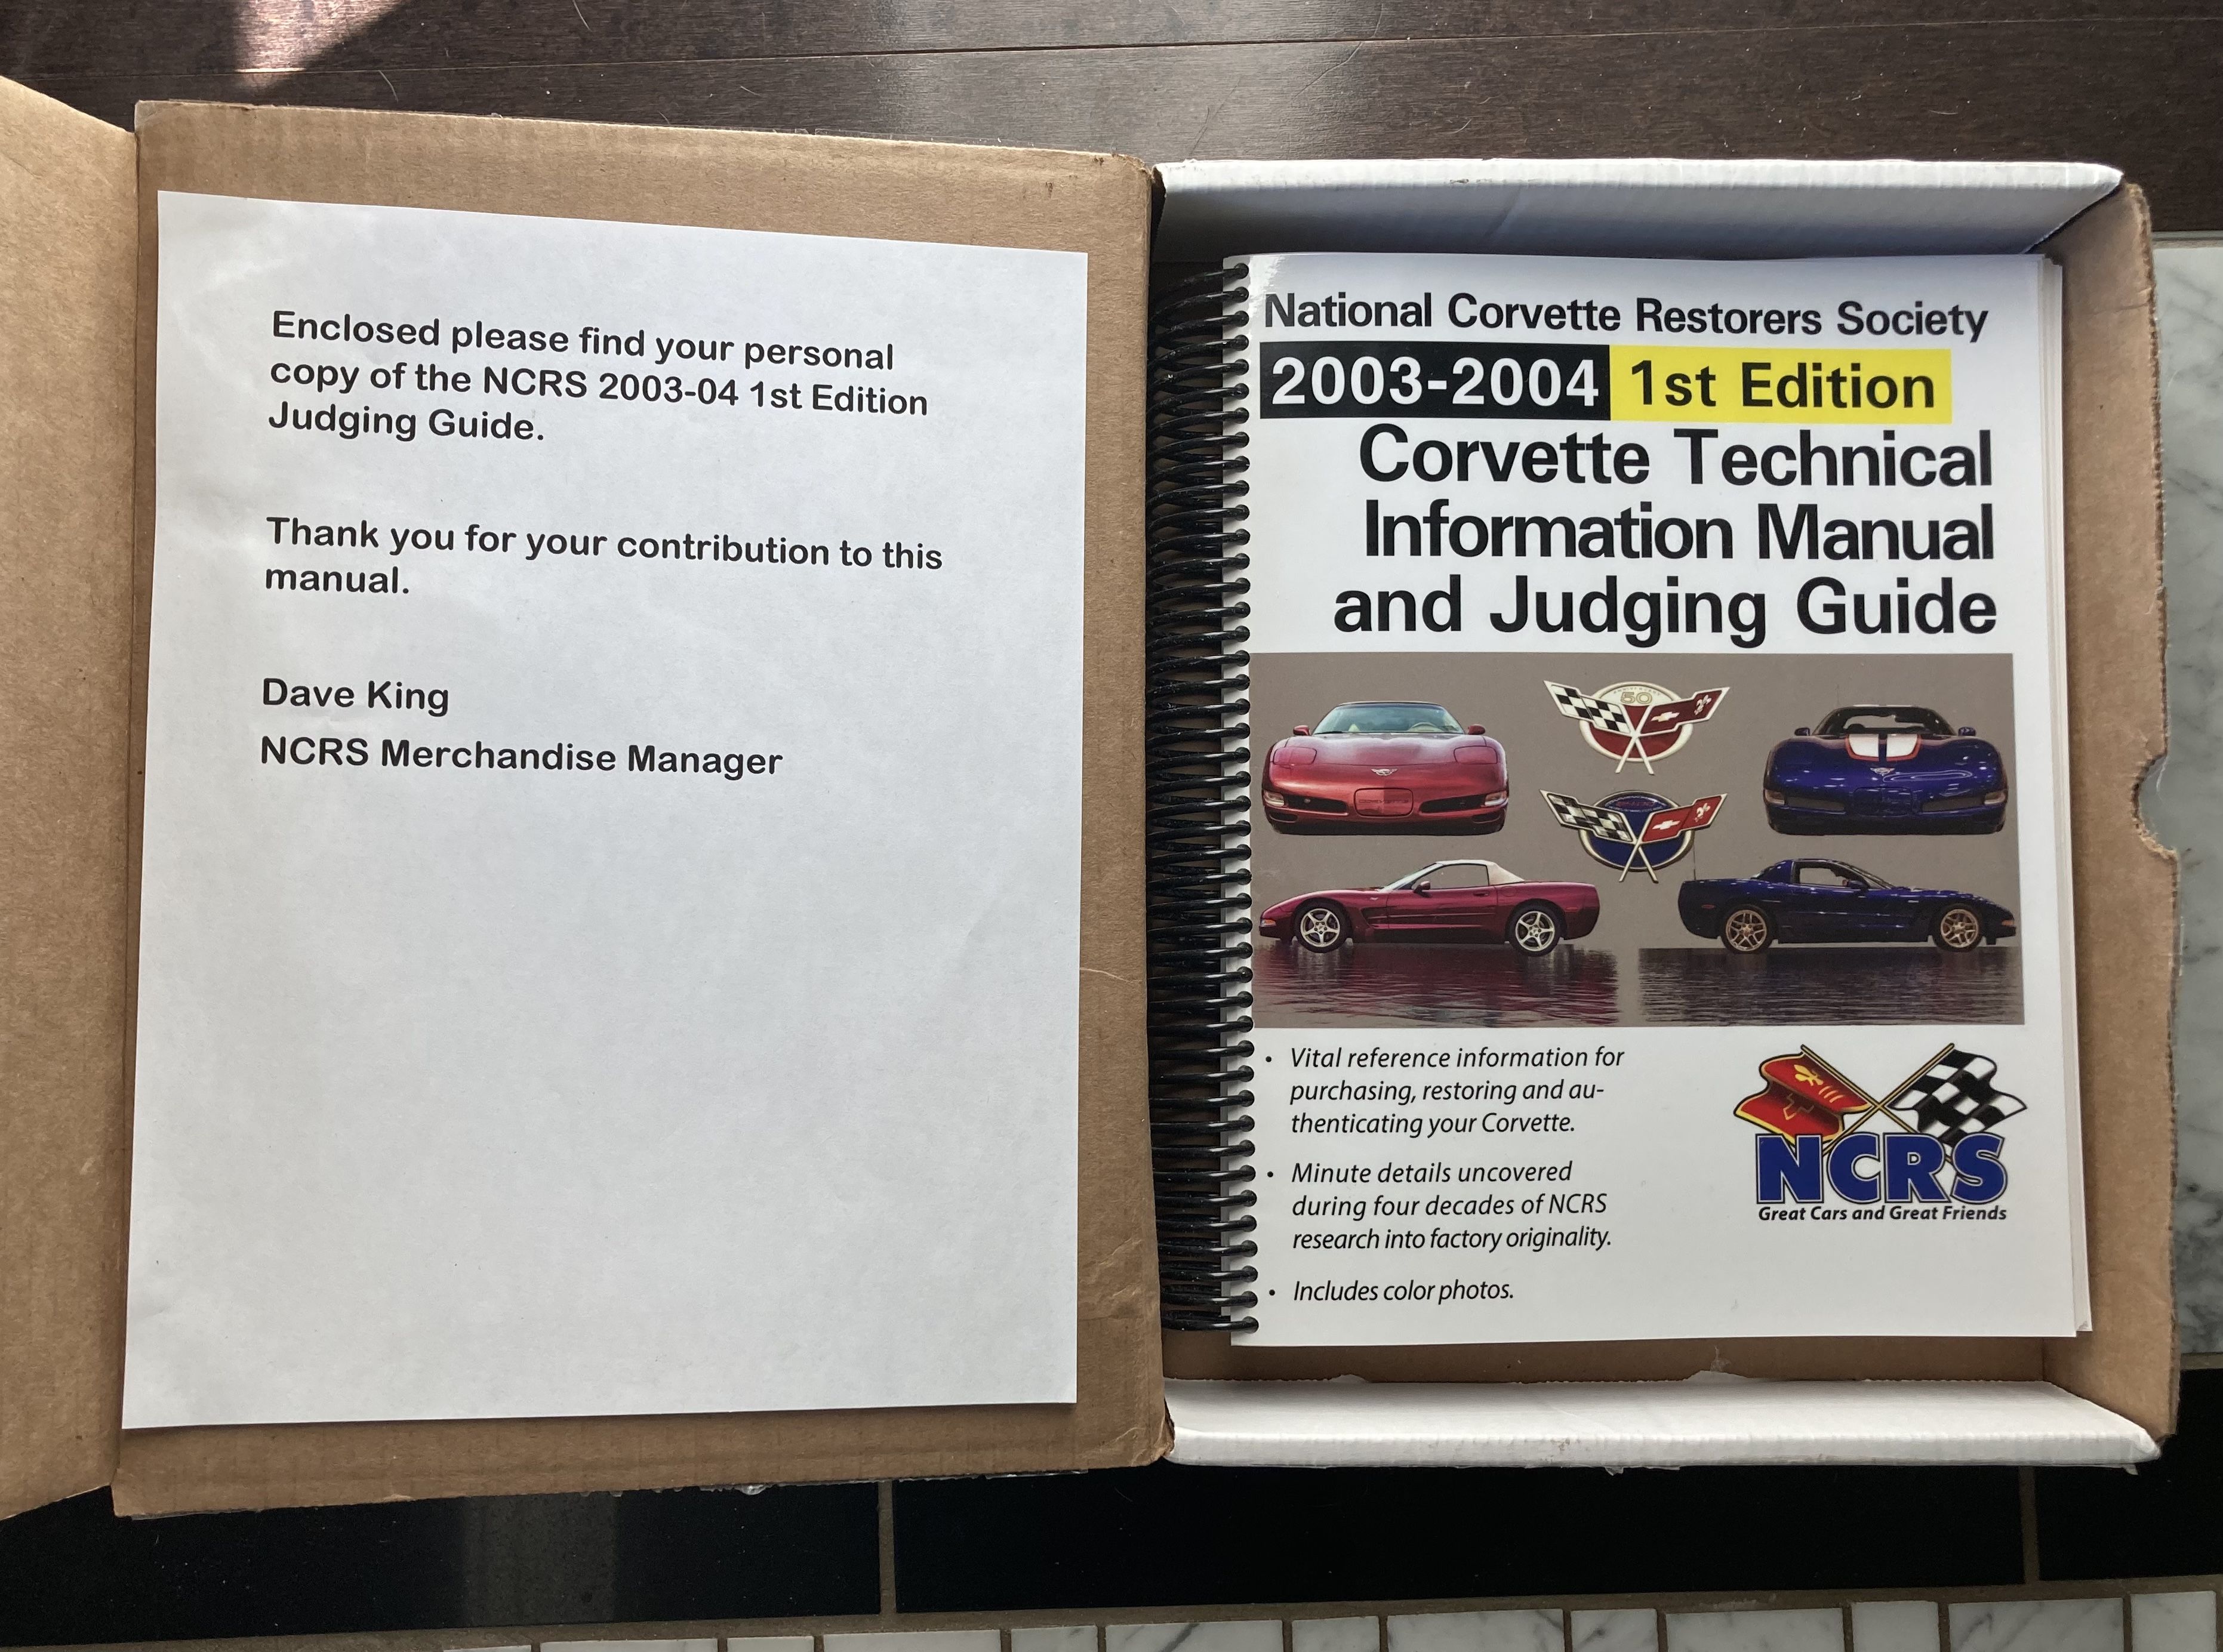 Enclosed please find your personal
copy of the NCRS 2003-04 1st Edition
Judging Guide.
Thank you for your contribution to this
manual.
Dave King
NCRS Merchandise Manager
National Corvette Restorers Society
2003-2004 1st Edition
Corvette Technical
Information Manual
and Judging Guide
50
• Vital reference information for
purchasing, restoring and au-
thenticating your Corvette.
• Minute details uncovered
during four decades of NCRS
research into factory originality.
• Includes color photos.
NCRS
Great Cars and Great Friends